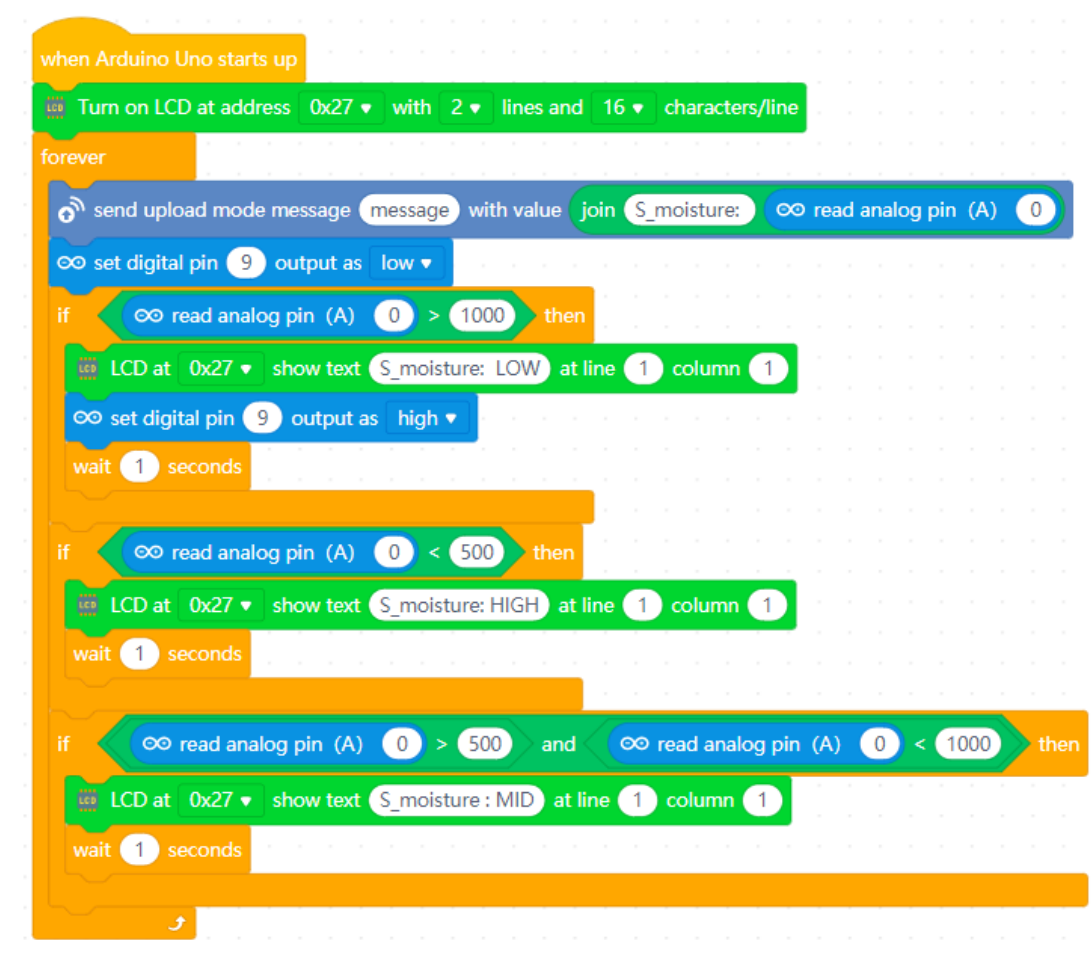 when Arduino Uno starts up
LCD Turn on LCD at address 0x27 with 2 lines and 16 characters/line
forever
send upload mode message message with value join S_moisture: read analog pin (A) 0
set digital pin 9 output as low
if read analog pin (A) 0 > 1000 then
LCD LCD at 0x27 show text S_moisture: LOW at line 1 column 1
set digital pin 9 output as high
wait 1 seconds
if read analog pin (A) 0 < 500 then
LCD LCD at 0x27 show text S_moisture: HIGH at line 1 column 1
wait 1 seconds
if read analog pin (A) 0 > 500 and read analog pin (A) 0 < 1000 then
LCD LCD at 0x27 show text S_moisture : MID at line 1 column 1
wait 1 seconds